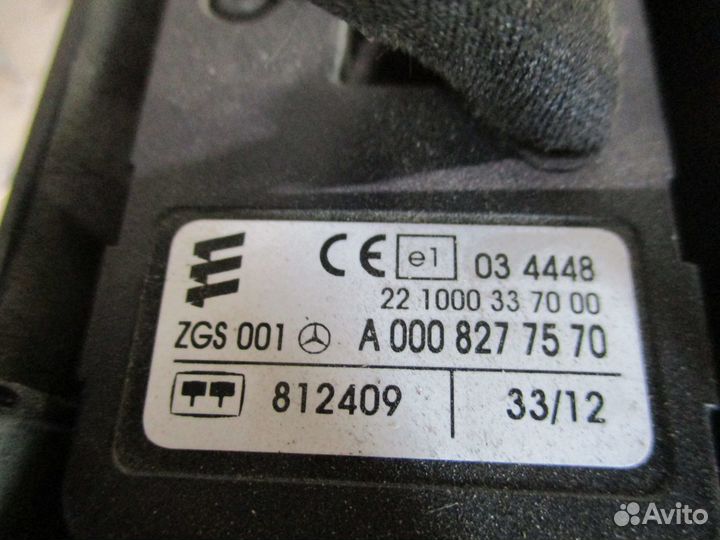 CE e1 03 4448
22 1000 33 70 00
ZGS 001 A 000 827 75 70
812409 33/12
Avito